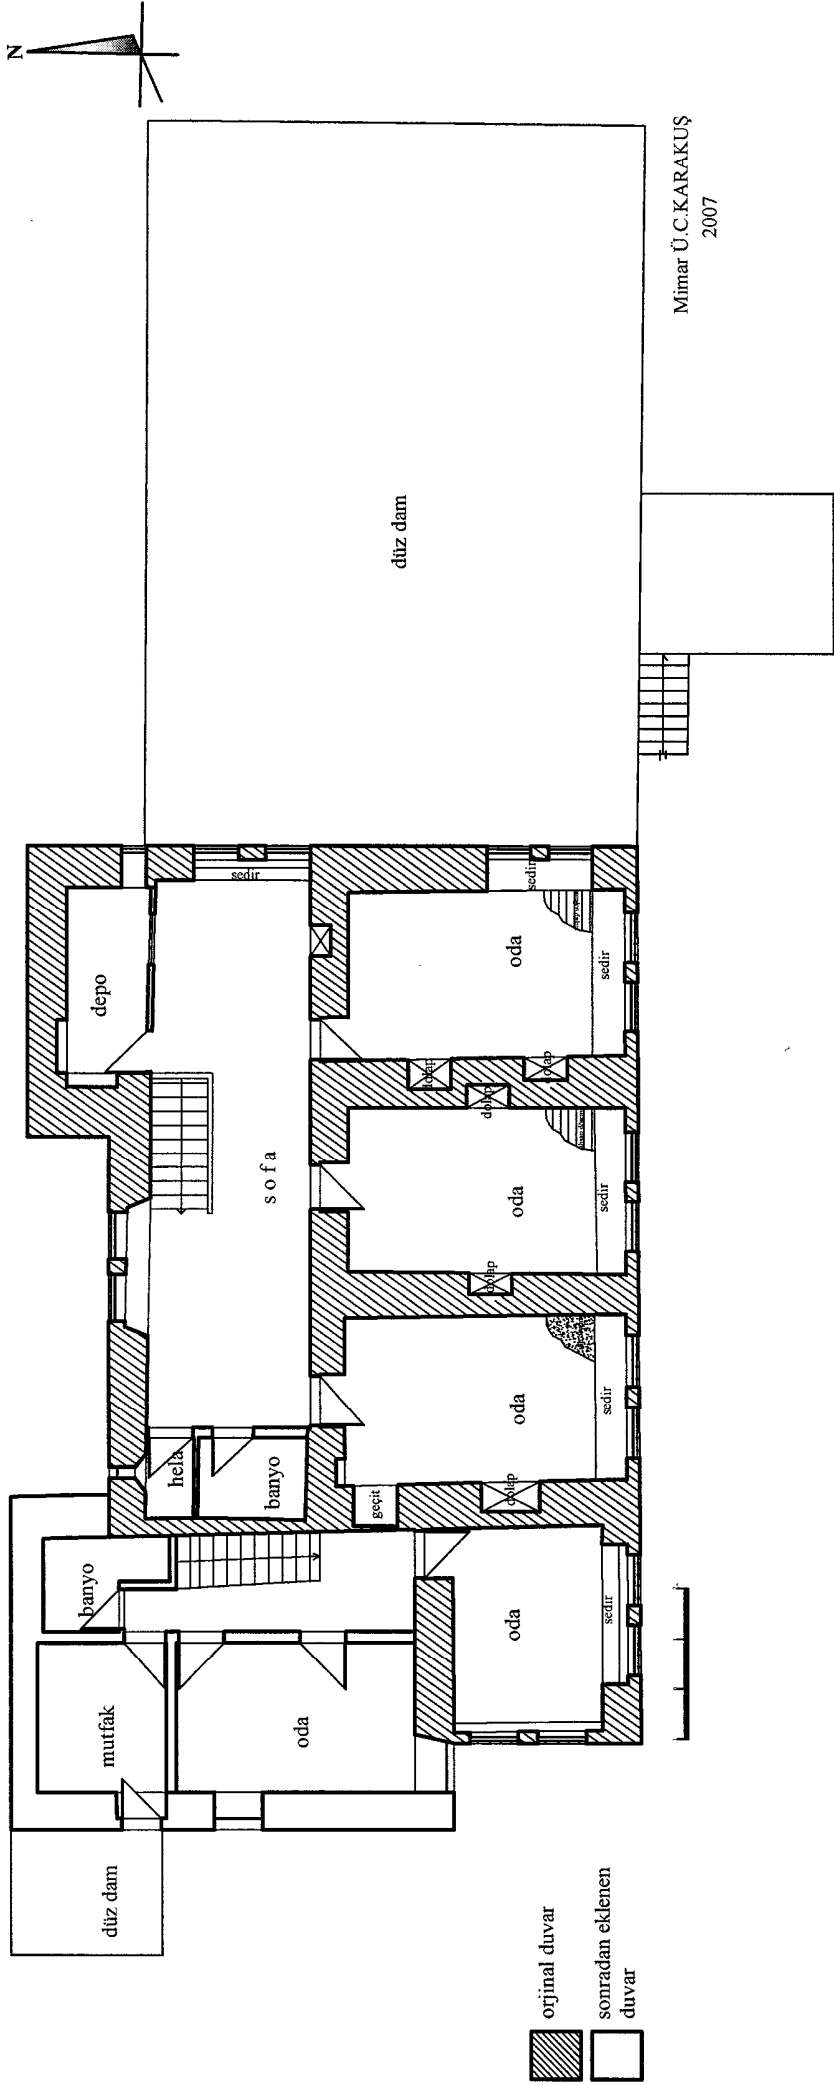 N
düz dam
Mimar Ü.C.KARAKUŞ
2007
depo
sedir
sedir
oda
sedir
dolap
dolap
dolap
sofa
oda
sedir
dolap
hela
banyo
oda
sedir
geçit
dolap
banyo
oda
sedir
mutfak
oda
düz dam
orjinal duvar
sonradan eklenen
duvar